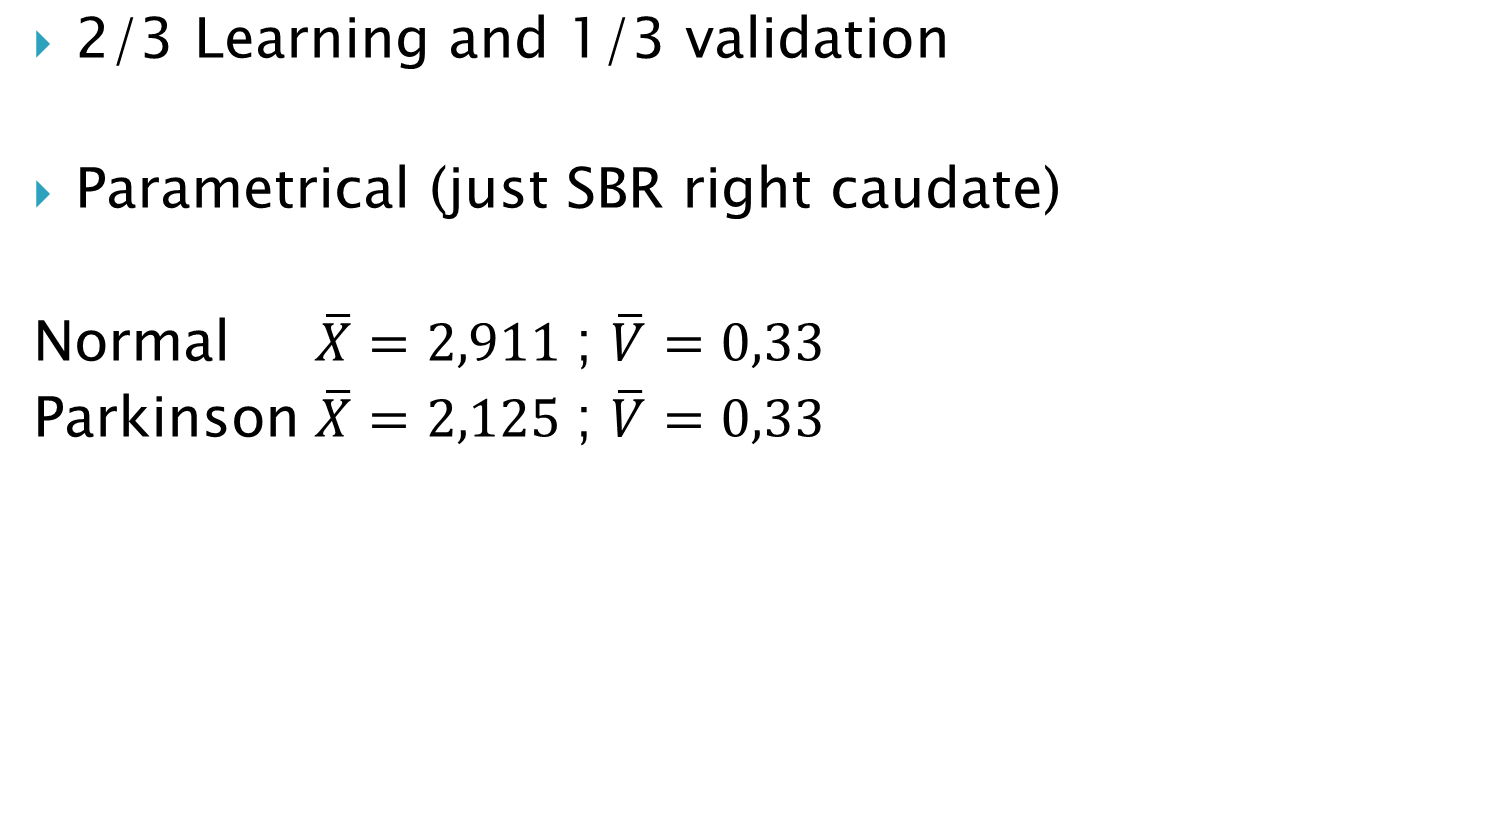 2/3 Learning and 1/3 validation
Parametrical (just SBR right caudate)
Normal X̄ = 2,911 ; V̄ = 0,33
Parkinson X̄ = 2,125 ; V̄ = 0,33